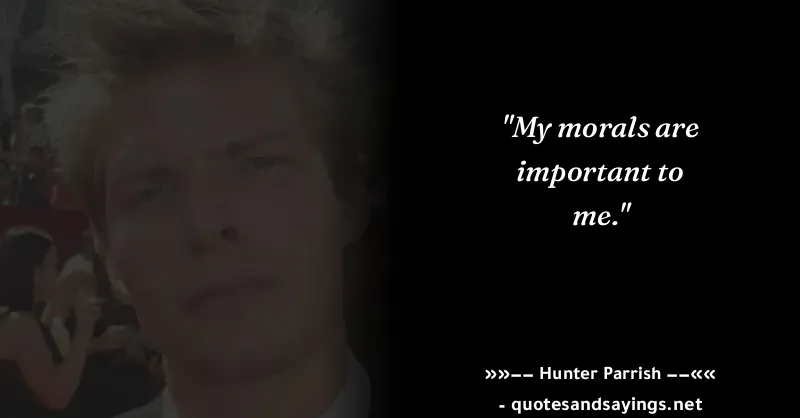 "My morals are
important to
me."
»»−− Hunter Parrish −−««
- quotesandsayings.net